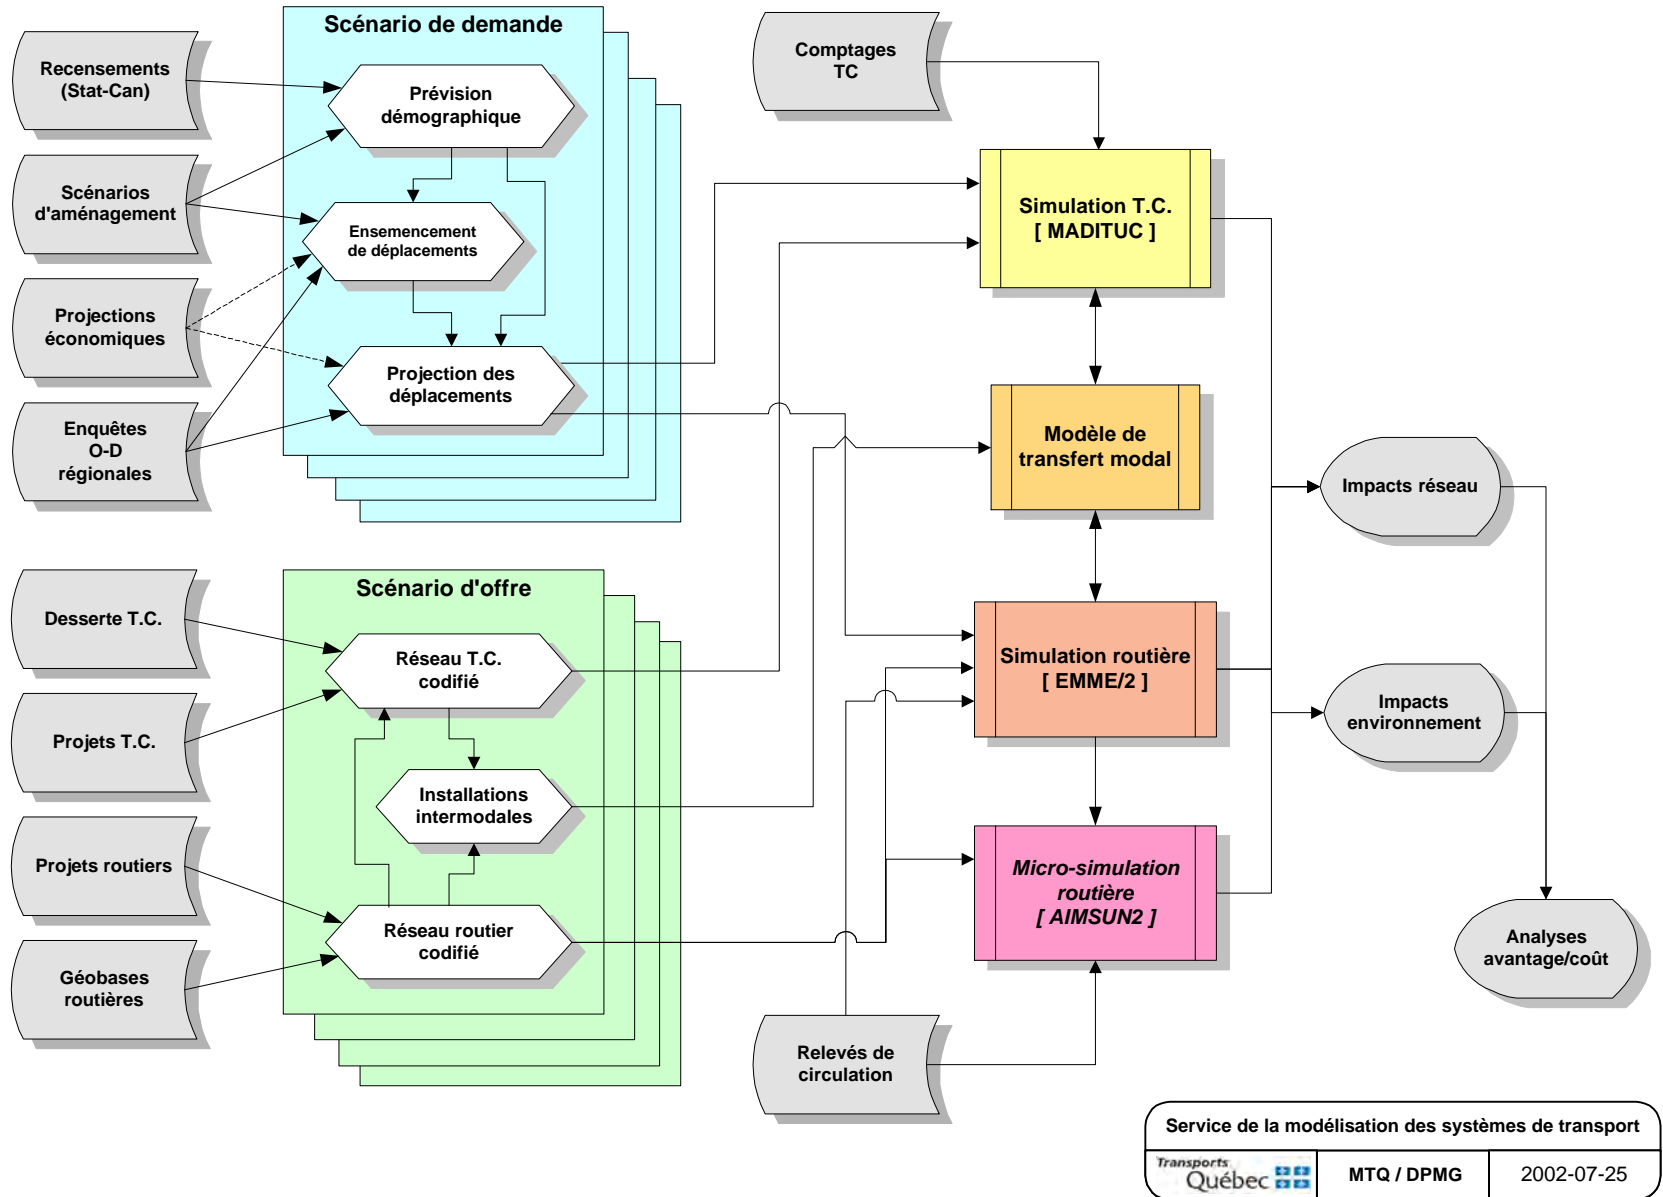 Scénario de demande
Recensements
(Stat-Can)
Scénarios
d'aménagement
Projections
économiques
Enquêtes
O-D
régionales
Prévision
démographique
Ensemencement
de déplacements
Projection des
déplacements
Scénario d'offre
Desserte T.C.
Projets T.C.
Projets routiers
Géobases
routières
Réseau T.C.
codifié
Installations
intermodales
Réseau routier
codifié
Comptages
TC
Simulation T.C.
[ MADITUC ]
Modèle de
transfert modal
Simulation routière
[ EMME/2 ]
Micro-simulation
routière
[ AIMSUN2 ]
Relevés de
circulation
Impacts réseau
Impacts
environnement
Analyses
avantage/coût
Service de la modélisation des systèmes de transport
Transports
Québec
MTQ / DPMG
2002-07-25